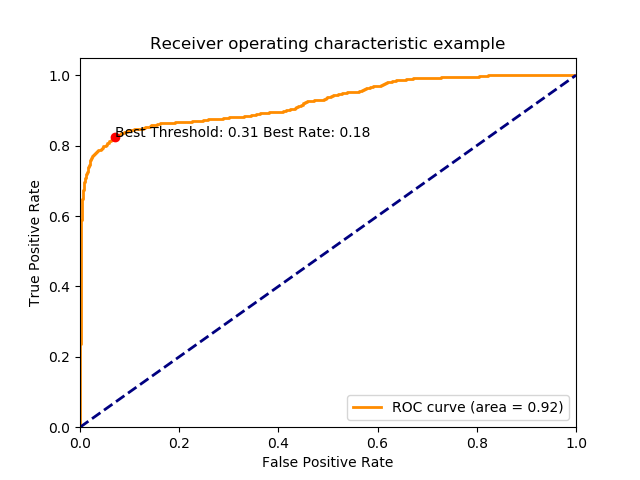 Receiver operating characteristic example
True Positive Rate
1.0
0.8
0.6
0.4
0.2
0.0
Best Threshold: 0.31 Best Rate: 0.18
ROC curve (area = 0.92)
0.0 0.2 0.4 0.6 0.8 1.0
False Positive Rate